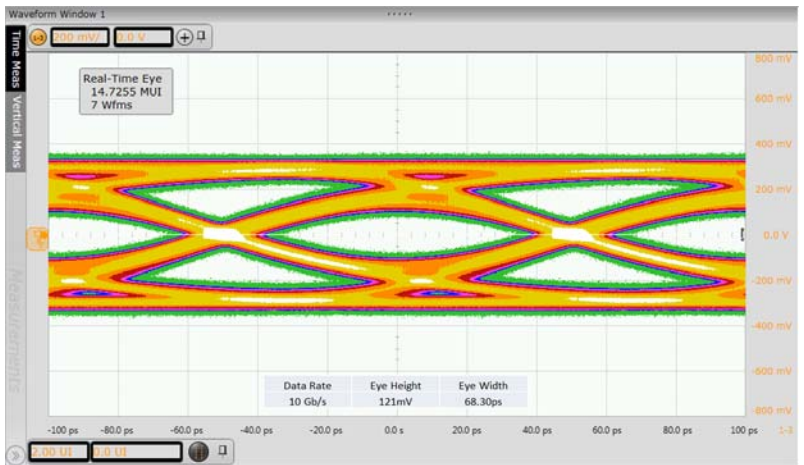 Waveform Window 1
Time Meas
Vertical Meas
Measurements
1-3
200 mV/
0.0 V
Real-Time Eye
14.7255 MUI
7 Wfms
800 mV
600 mV
400 mV
200 mV
0.0 V
-200 mV
-400 mV
-600 mV
-800 mV
Data Rate Eye Height Eye Width
10 Gb/s 121mV 68.30ps
-100 ps -80.0 ps -60.0 ps -40.0 ps -20.0 ps 0.0 s 20.0 ps 40.0 ps 60.0 ps 80.0 ps 100 ps 1-3
2.00 UI 0.0 UI